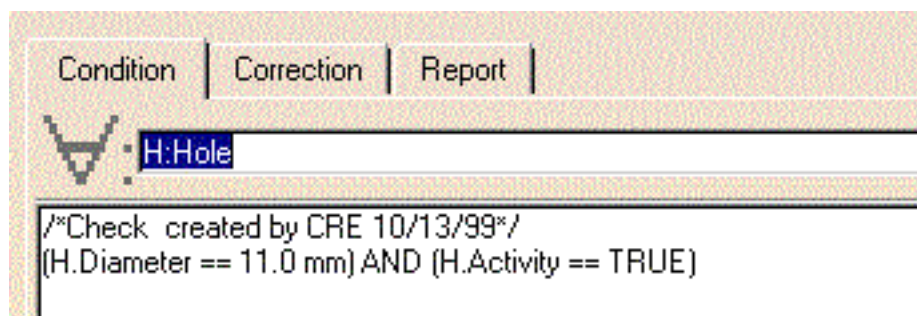 Condition Correction Report
∀: H:Hole
/*Check  created by CRE 10/13/99*/
(H.Diameter == 11.0 mm) AND (H.Activity == TRUE)